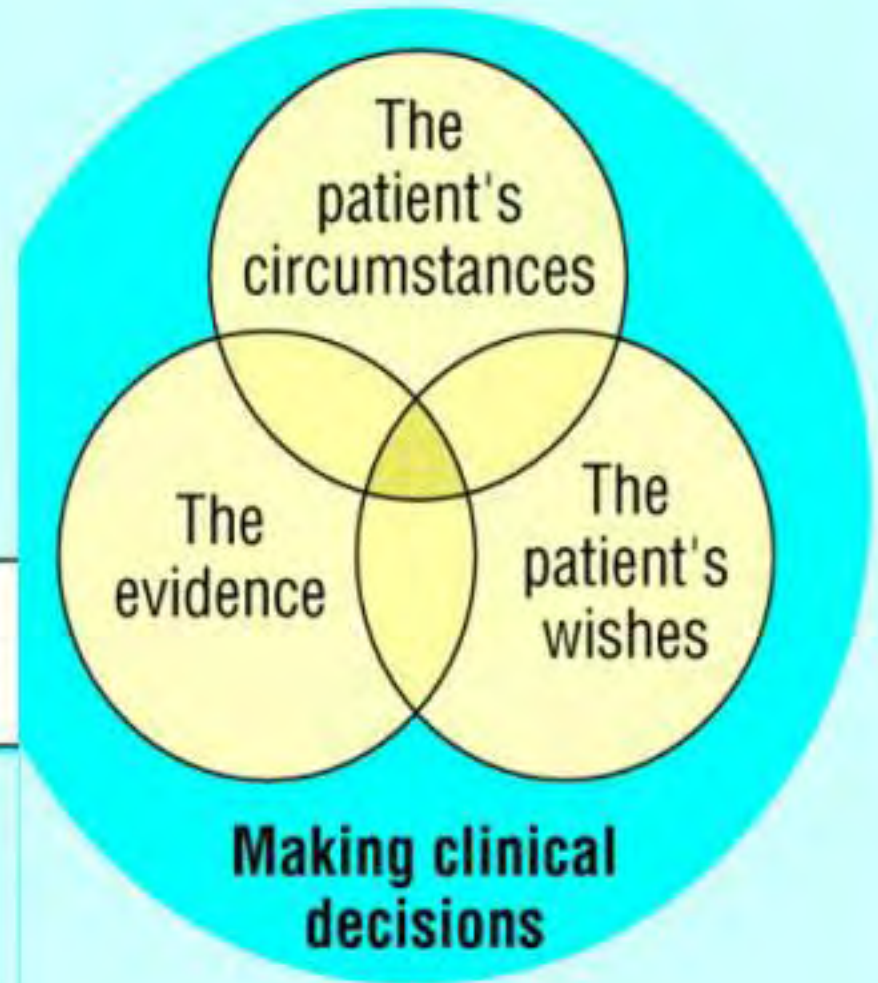 The
patient's
circumstances
The
evidence
The
patient's
wishes
Making clinical
decisions